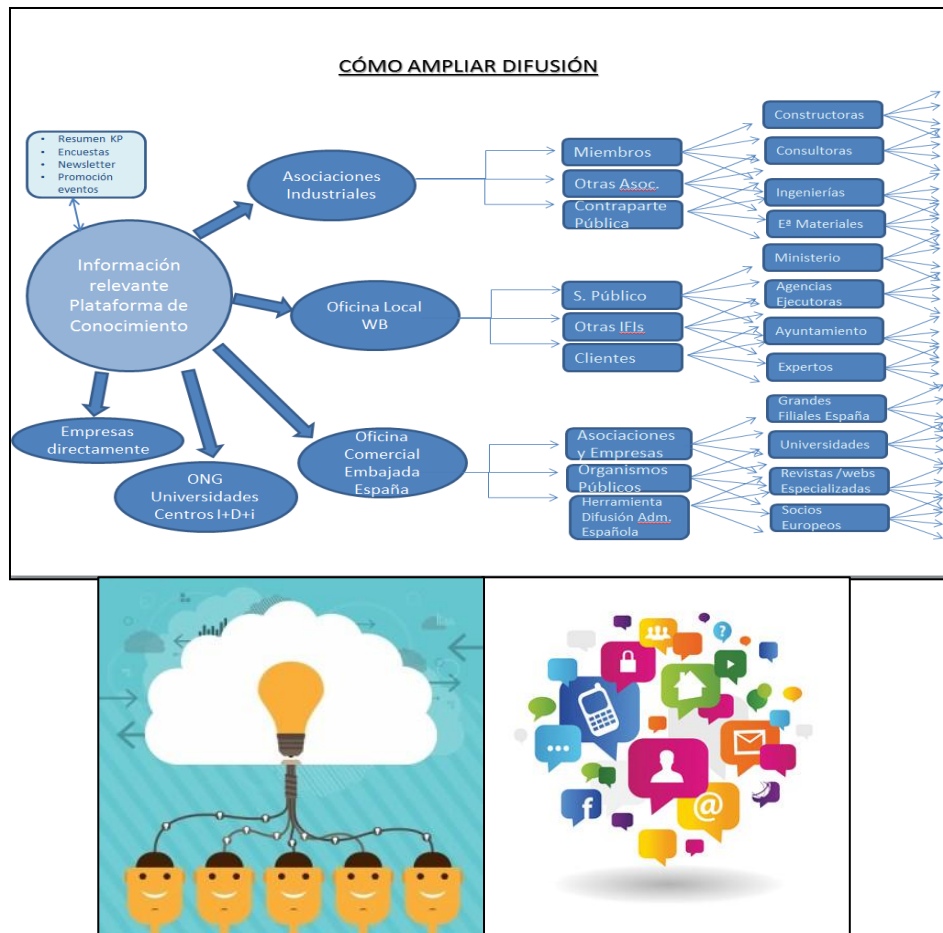 CÓMO AMPLIAR DIFUSIÓN
• Resumen KP
• Encuestas
• Newsletter
• Promoción
eventos
Información
relevante
Plataforma de
Conocimiento
Asociaciones
Industriales
Oficina Local
WB
Oficina
Comercial
Embajada
España
Empresas
directamente
ONG
Universidades
Centros I+D+i
Miembros
Otras Asoc.
Contraparte
Pública
S. Público
Otras IFIs
Clientes
Asociaciones
y Empresas
Organismos
Públicos
Herramienta
Difusión Adm.
Española
Constructoras
Consultoras
Ingenierías
Eª Materiales
Ministerio
Agencias
Ejecutoras
Ayuntamiento
Expertos
Grandes
Filiales España
Universidades
Revistas /webs
Especializadas
Socios
Europeos
?
...
f
@